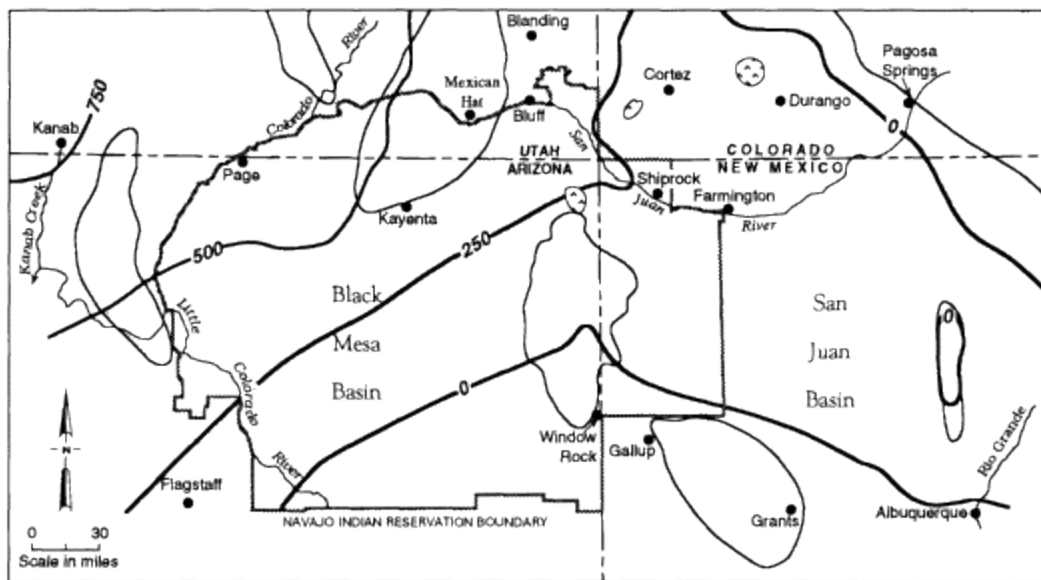 Blanding
River
Pagosa
Springs
750
Kanab
Mexican
Hat
Cortez
Durango
Colorado
Bluff
0
San
UTAH
ARIZONA
COLORADO
NEW MEXICO
Page
Shiprock
Juan
Farmington
River
Kayenta
Kanab Creek
500
250
Black
Mesa
Basin
San
Juan
Basin
0
Little
Colorado
River
0
N
Window
Rock
Gallup
Rio Grande
Flagstaff
Grants
Albuquerque
NAVAJO INDIAN RESERVATION BOUNDARY
0 30
Scale in miles